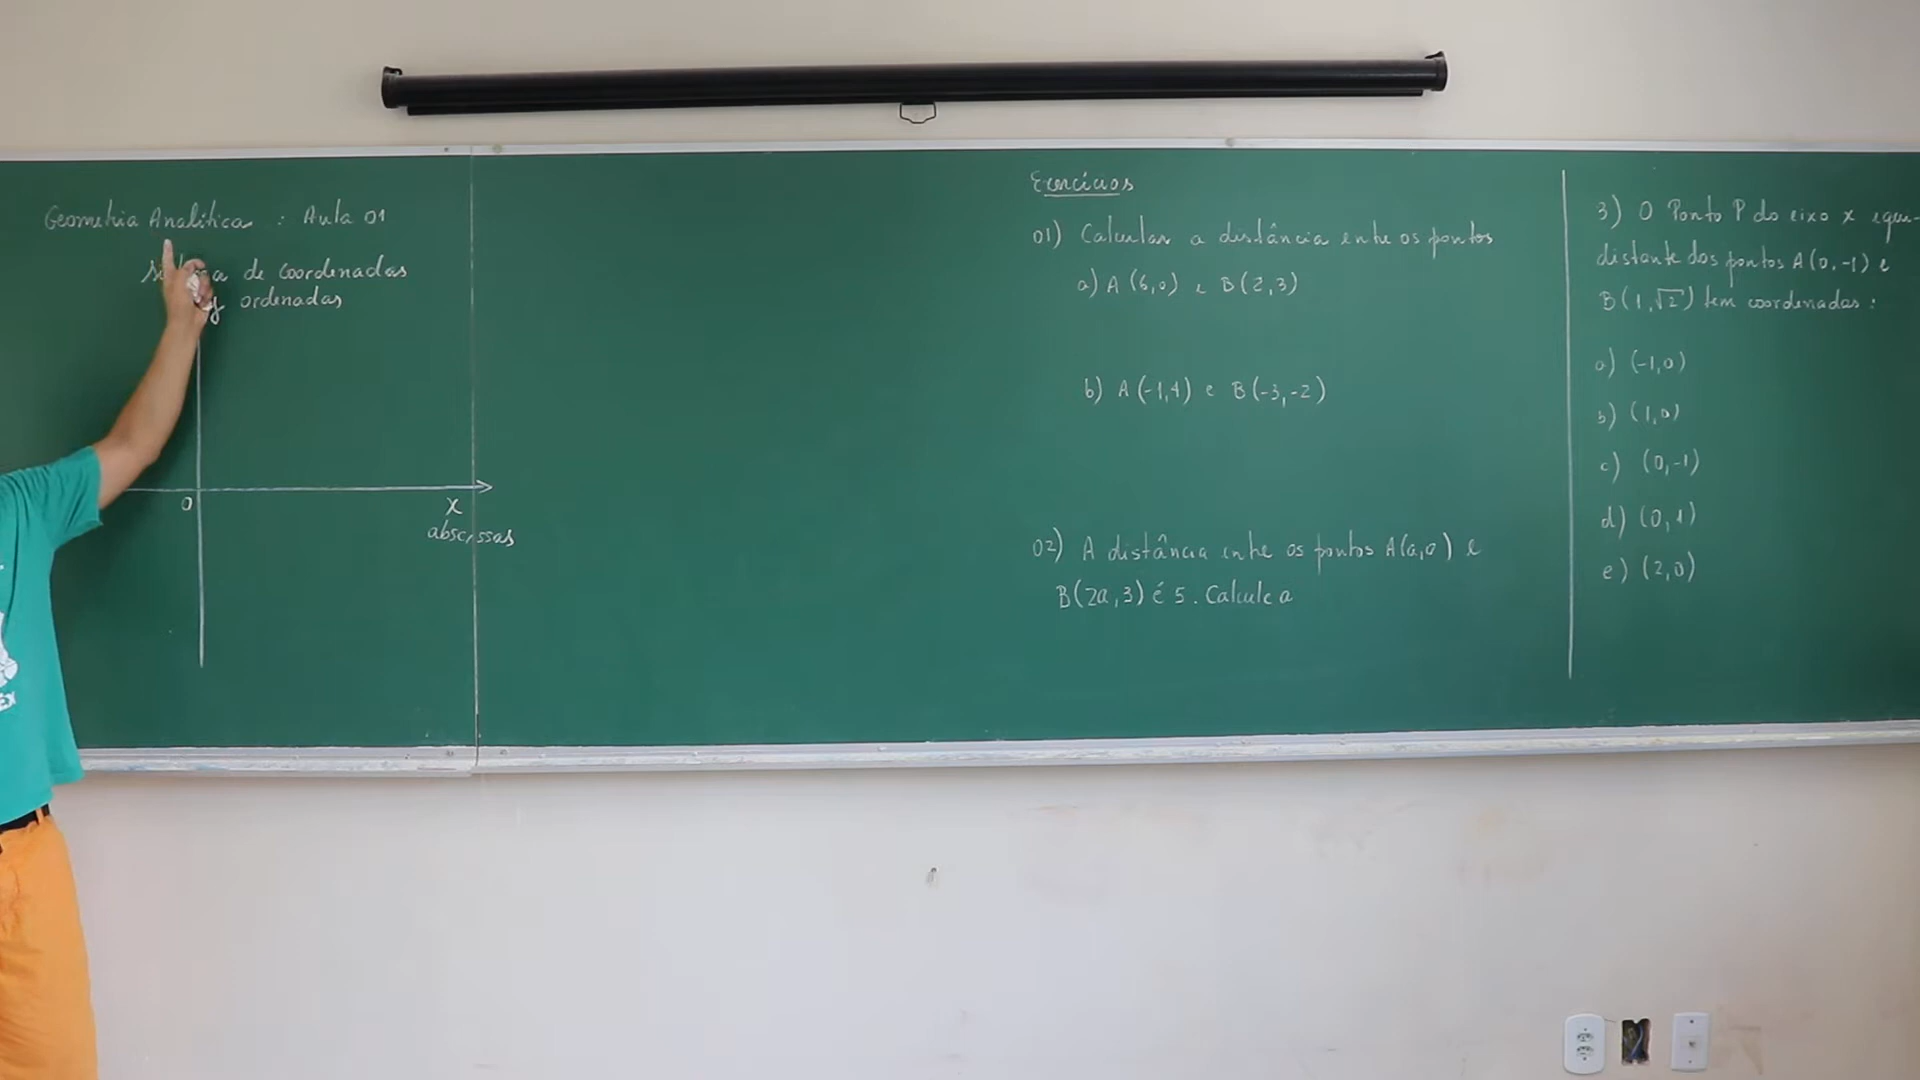 Geometria Analítica : Aula 01
de Coordenadas
y ordenadas
0
x
abscissas
Exercícios
01) Calcular a distância entre os pontos
a) A (6,0) e B(2,3)
b) A (-1,4) e B(-3,-2)
02) A distância entre os pontos A(a,0) e
B(2a,3) é 5. Calcule a
3) O Ponto P do eixo x equi-
distante dos pontos A(0,-1) e
B(1,√2) tem coordenadas:
a) (-1,0)
b) (1,0)
c) (0,-1)
d) (0,1)
e) (2,0)